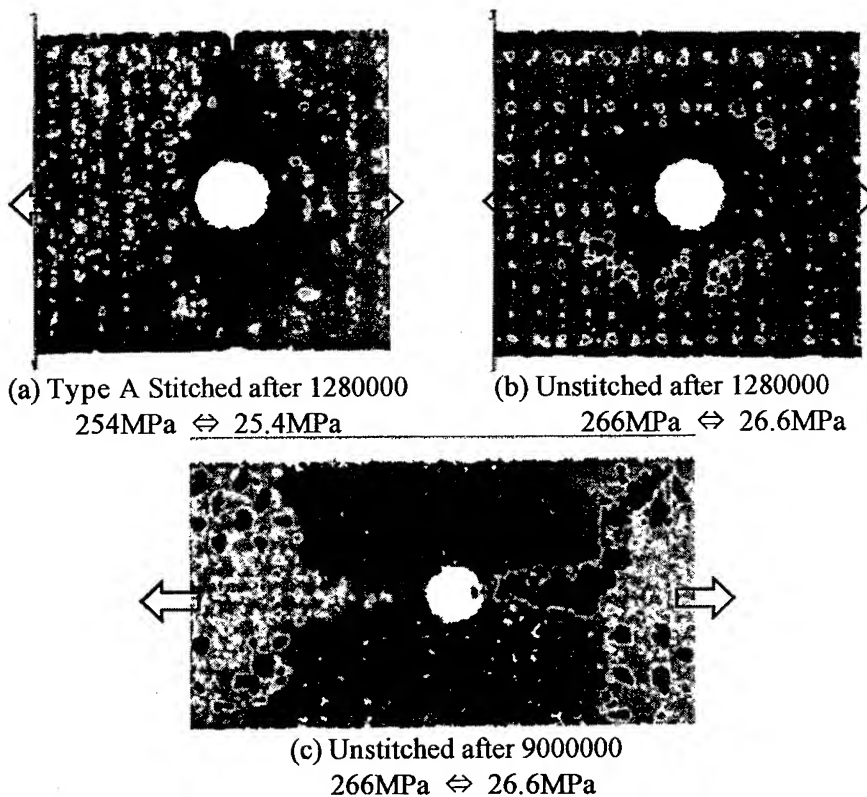 (a) Type A Stitched after 1280000
254MPa ⇔ 25.4MPa
(b) Unstitched after 1280000
266MPa ⇔ 26.6MPa
(c) Unstitched after 9000000
266MPa ⇔ 26.6MPa